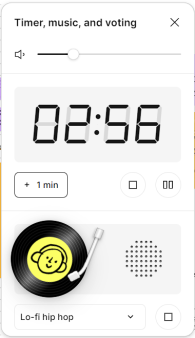 Timer, music, and voting
02:56
+ 1 min
Lo-fi hip hop